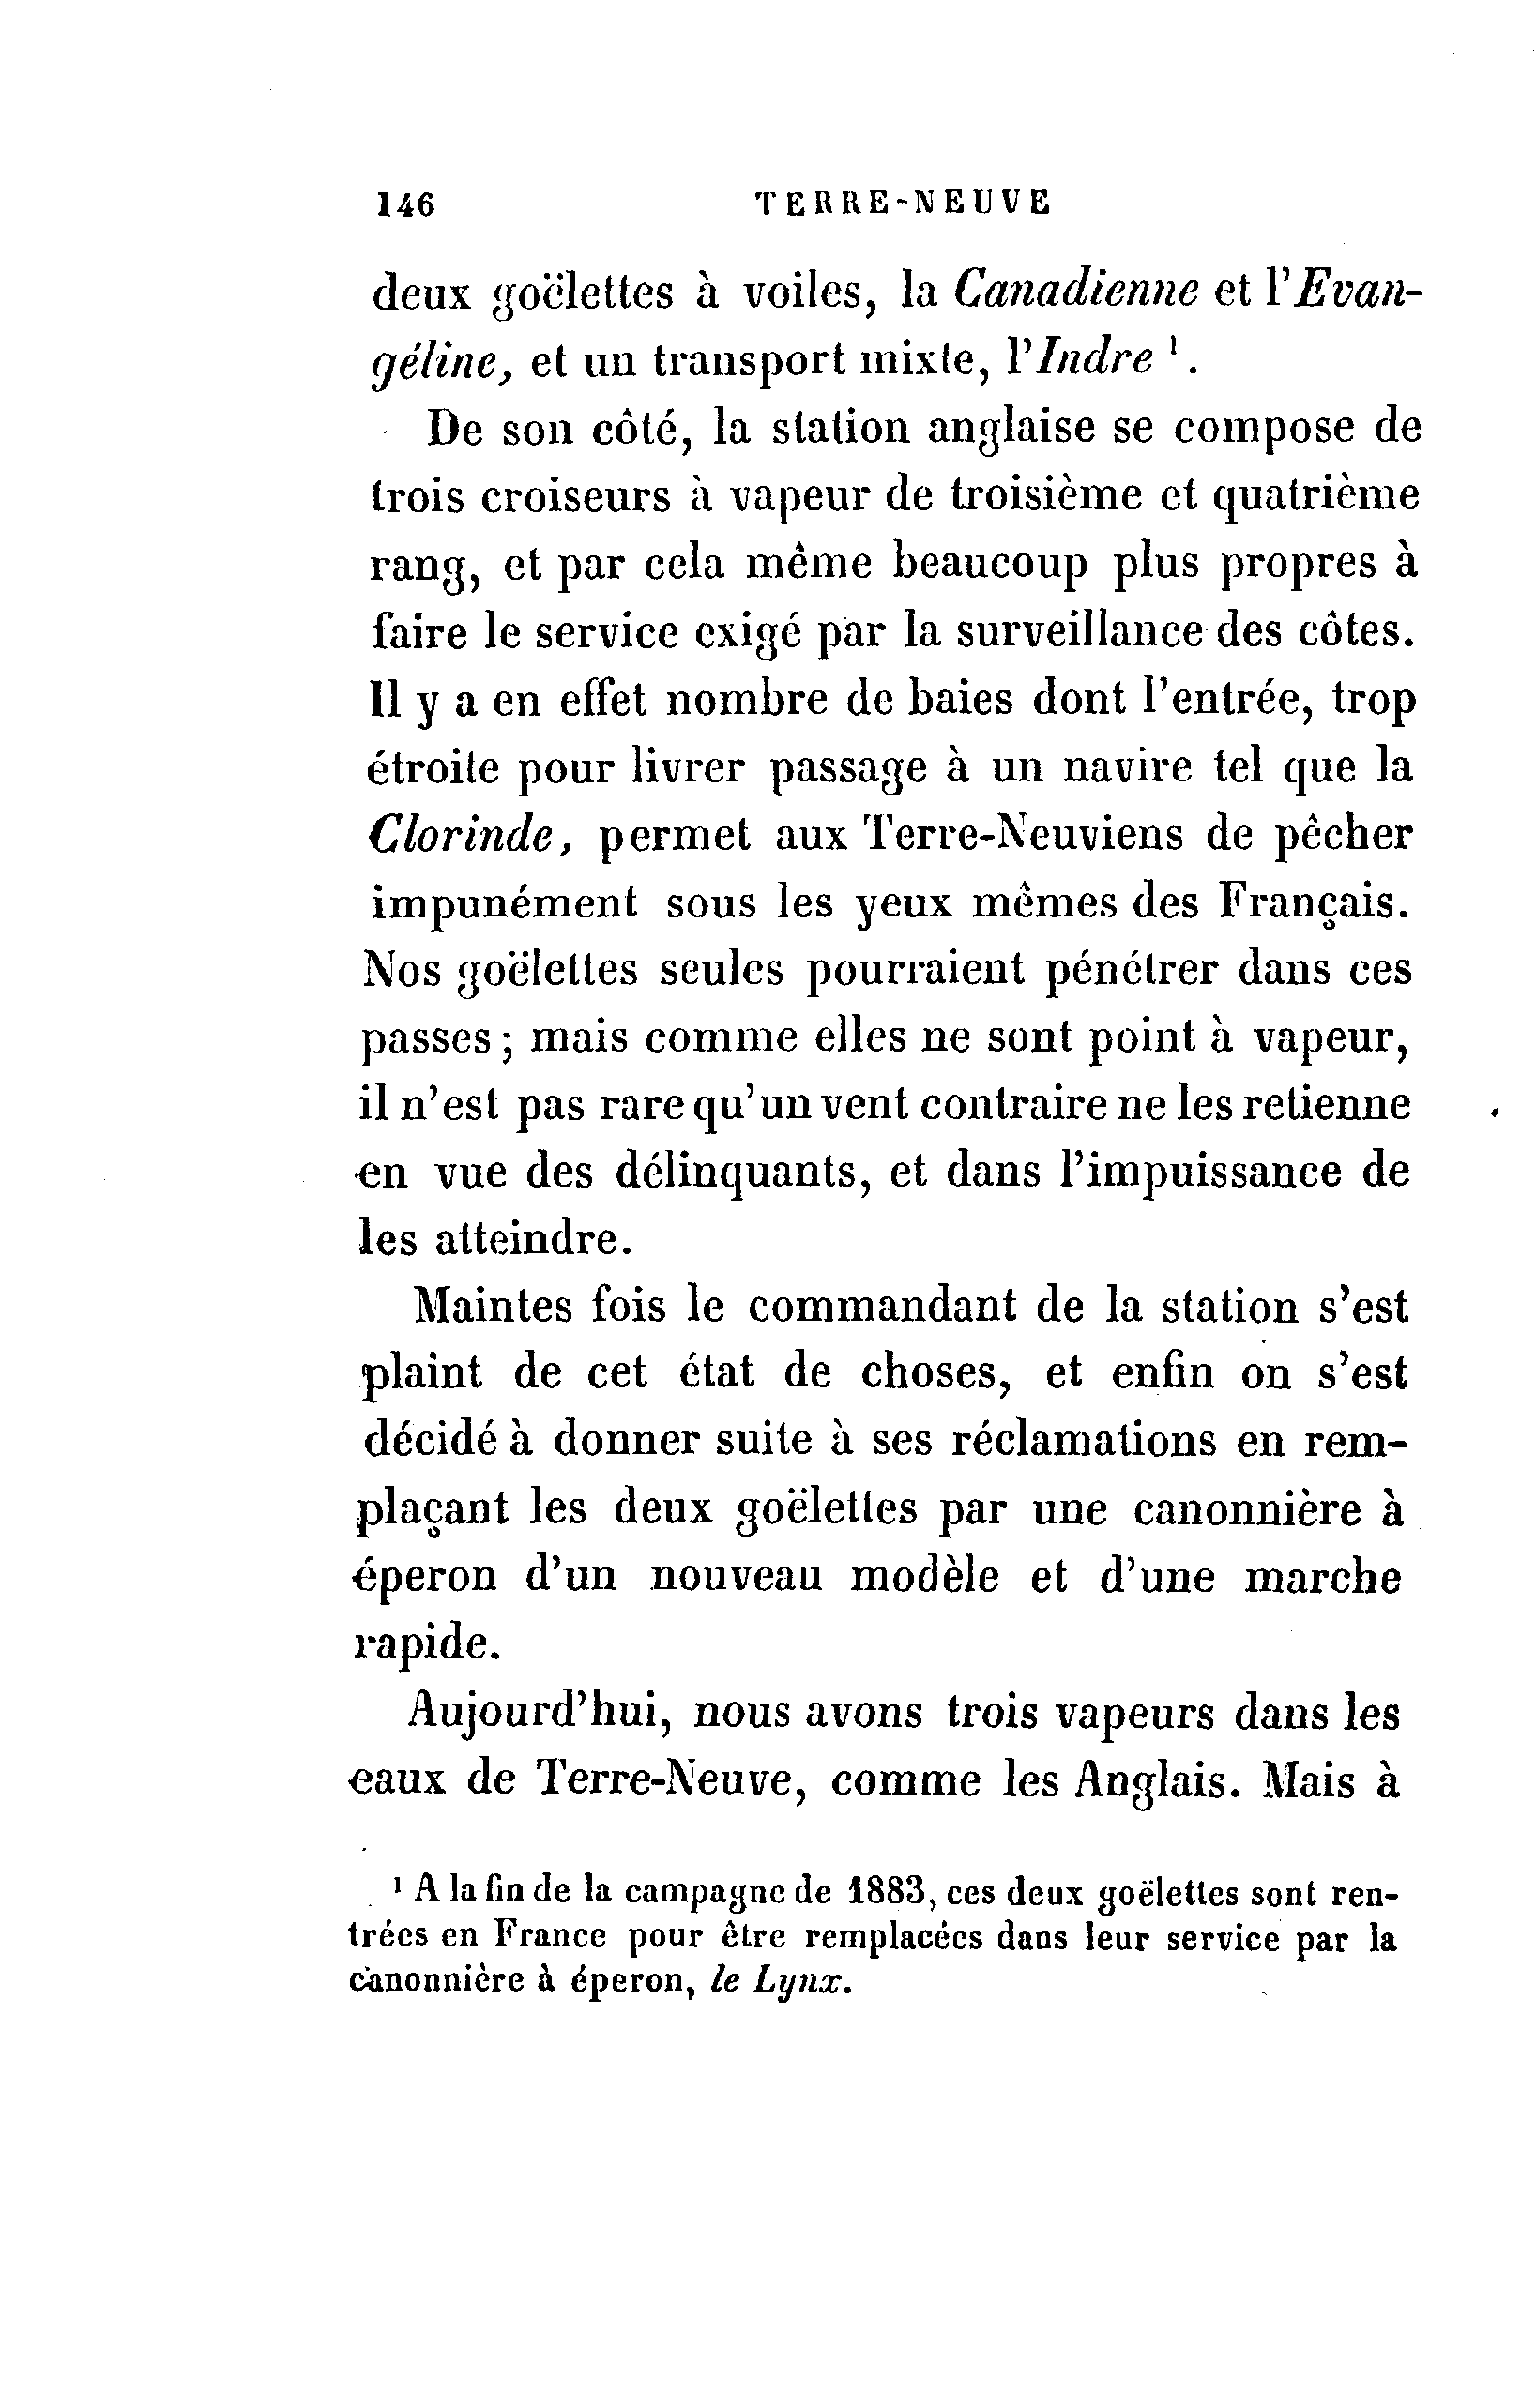 146 TERRE-NEUVE
deux goëlettes à voiles, la Canadienne et l'Evan-
géline, et un transport mixte, l'Indre ¹.
De son côté, la station anglaise se compose de
trois croiseurs à vapeur de troisième et quatrième
rang, et par cela même beaucoup plus propres à
faire le service exigé par la surveillance des côtes.
Il y a en effet nombre de baies dont l'entrée, trop
étroite pour livrer passage à un navire tel que la
Clorinde, permet aux Terre-Neuviens de pêcher
impunément sous les yeux mêmes des Français.
Nos goëlettes seules pourraient pénétrer dans ces
passes; mais comme elles ne sont point à vapeur,
il n'est pas rare qu'un vent contraire ne les retienne
en vue des délinquants, et dans l'impuissance de
les atteindre.
Maintes fois le commandant de la station s'est
plaint de cet état de choses, et enfin on s'est
décidé à donner suite à ses réclamations en rem-
plaçant les deux goëlettes par une canonnière à
éperon d'un nouveau modèle et d'une marche
rapide.
Aujourd'hui, nous avons trois vapeurs dans les
eaux de Terre-Neuve, comme les Anglais. Mais à
¹ A la fin de la campagne de 1883, ces deux goëlettes sont ren-
trées en France pour être remplacées dans leur service par la
canonnière à éperon, le Lynx.